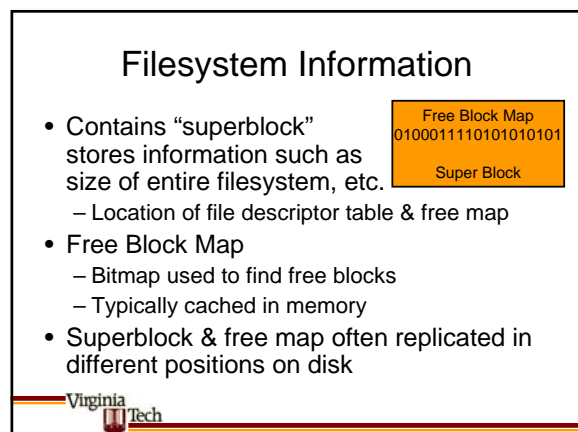 Filesystem Information
• Contains “superblock”
stores information such as
size of entire filesystem, etc.
– Location of file descriptor table & free map
• Free Block Map
– Bitmap used to find free blocks
– Typically cached in memory
• Superblock & free map often replicated in
different positions on disk
Free Block Map
0100011110101010101
Super Block
Virginia
Tech